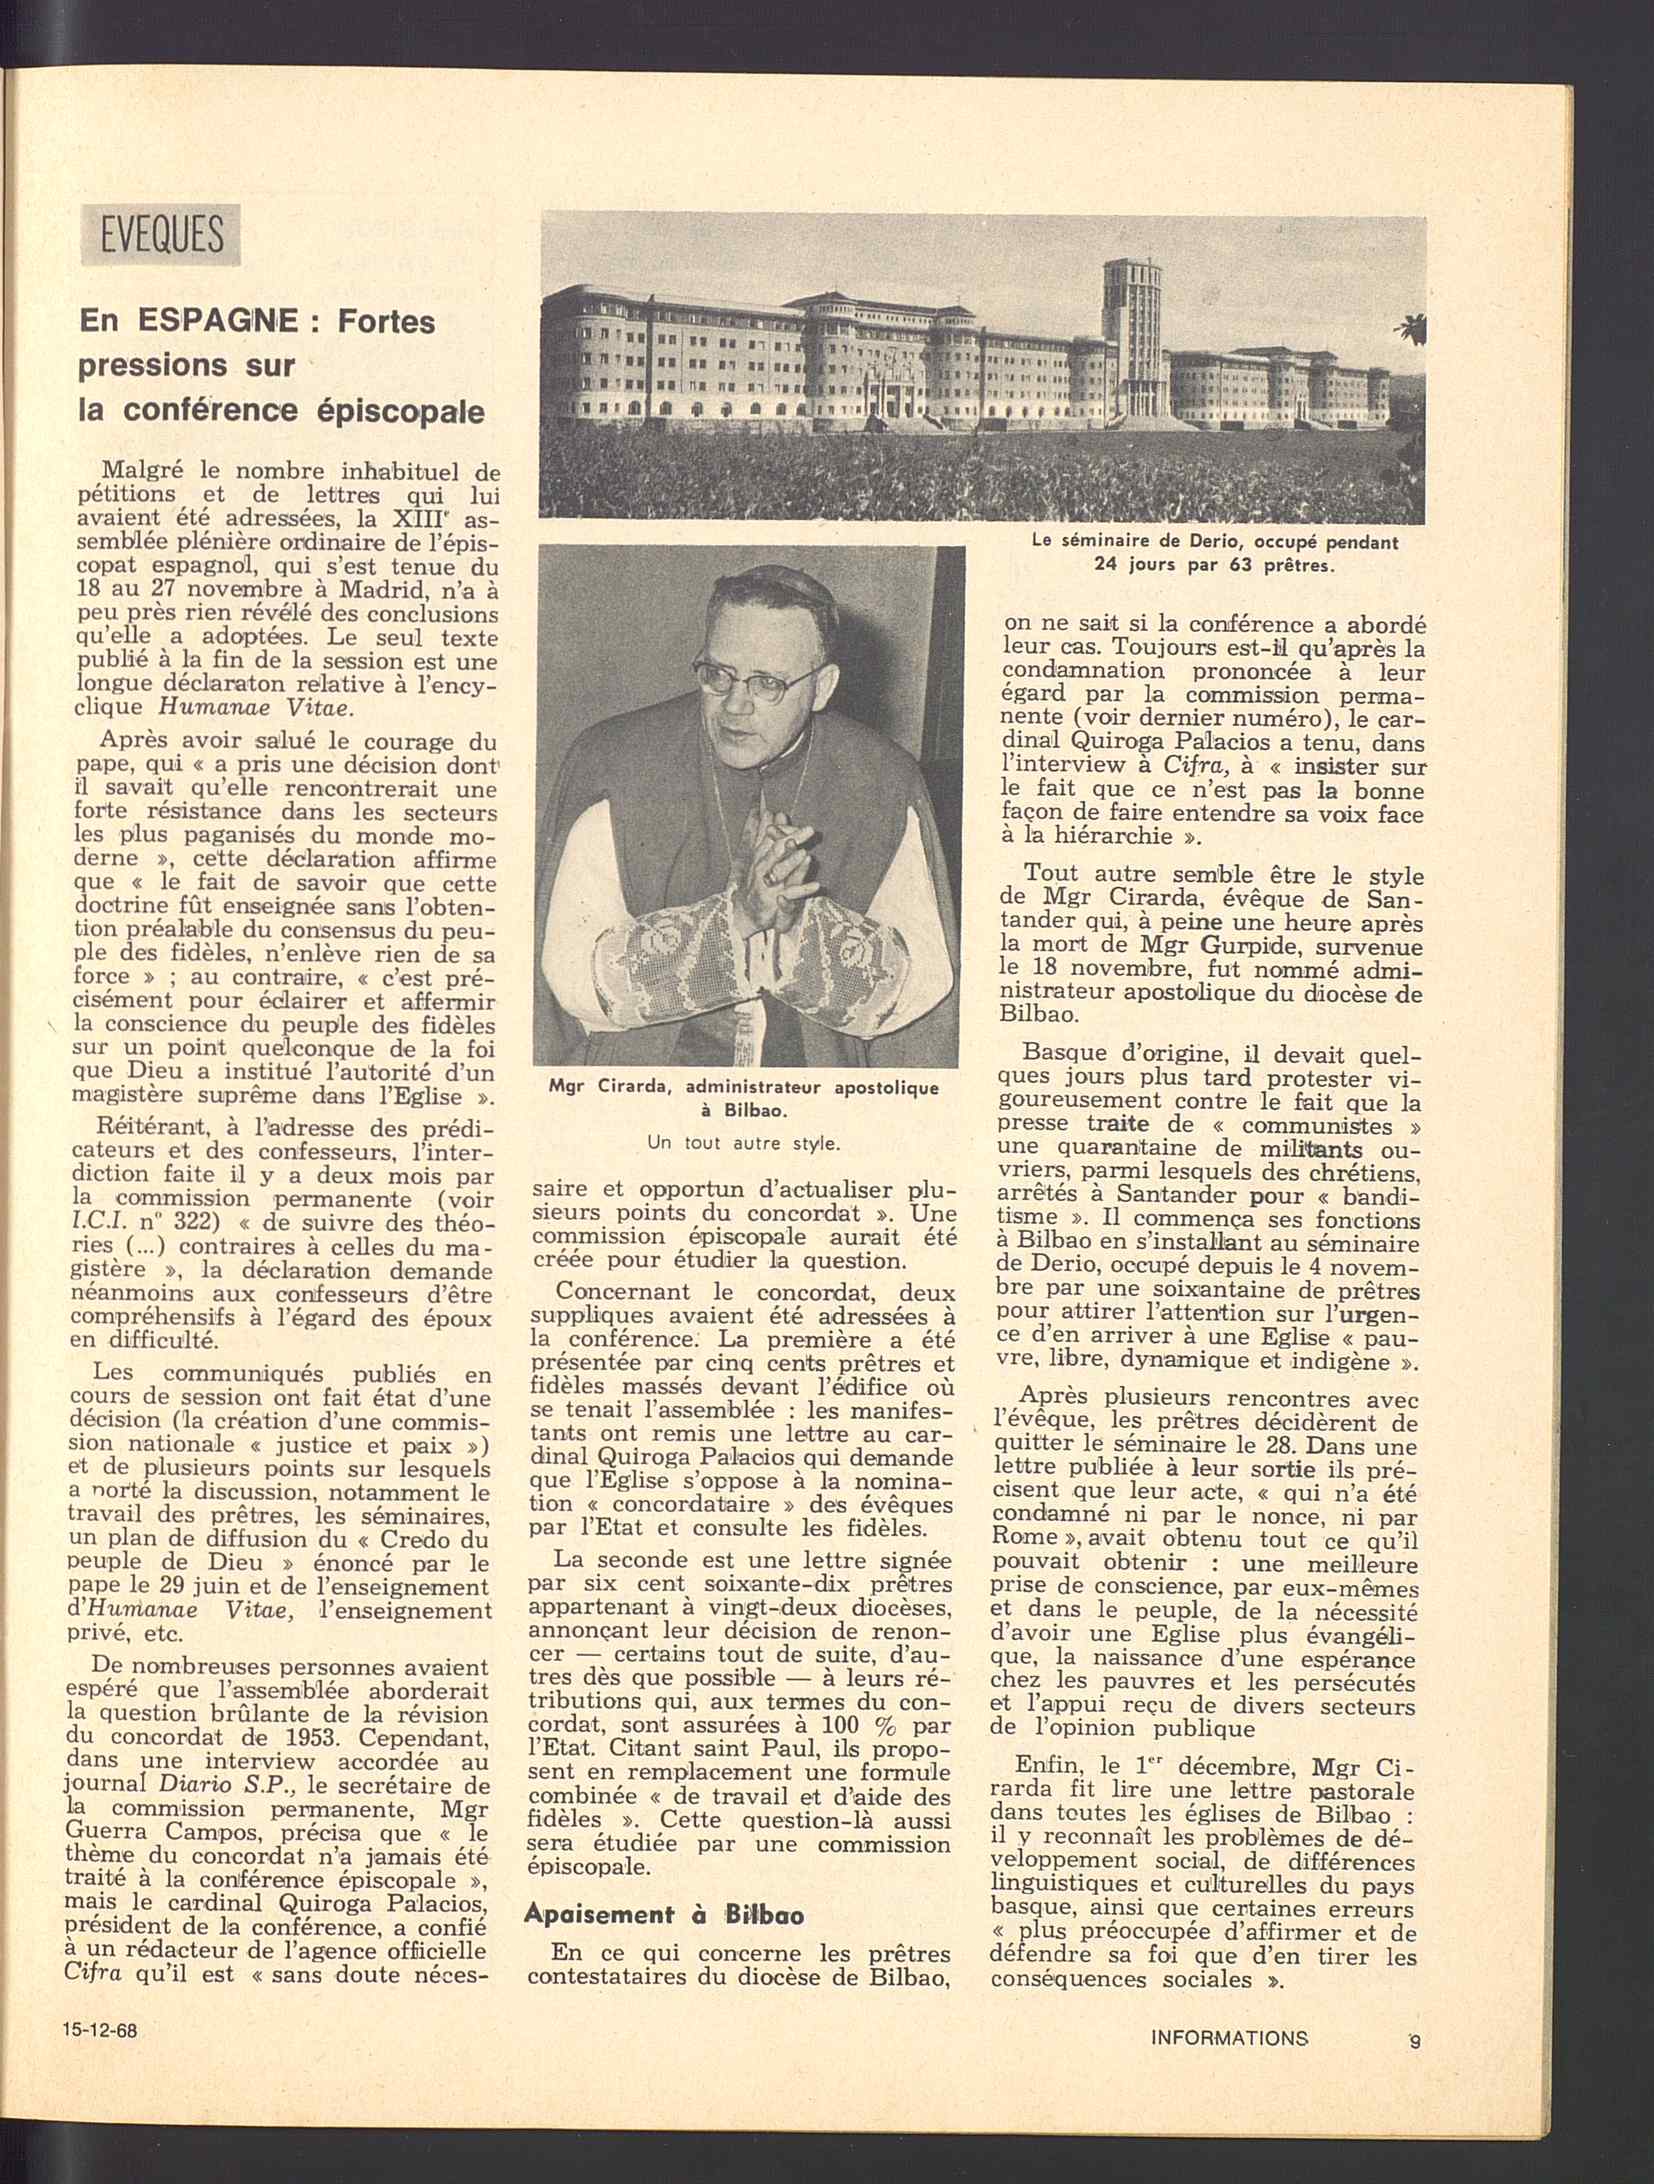 EVEQUES
En ESPAGNE : Fortes
pressions sur
la conférence épiscopale
Malgré le nombre inhabituel de
pétitions et de lettres qui lui
avaient été adressées, la XIIIe as-
semblée plénière ordinaire de l'épis-
copat espagnol, qui s'est tenue du
18 au 27 novembre à Madrid, n'a à
peu près rien révélé des conclusions
qu'elle a adoptées. Le seul texte
publié à la fin de la session est une
longue déclaraton relative à l'ency-
clique Humanae Vitae.
Après avoir salué le courage du
pape, qui « a pris une décision dont
il savait qu'elle rencontrerait une
forte résistance dans les secteurs
les plus paganisés du monde mo-
derne », cette déclaration affirme
que « le fait de savoir que cette
doctrine fût enseignée sans l'obten-
tion préalable du consensus du peu-
ple des fidèles, n'enlève rien de sa
force » ; au contraire, « c'est pré-
cisément pour éclairer et affermir
la conscience du peuple des fidèles
sur un point quelconque de la foi
que Dieu a institué l'autorité d'un
magistère suprême dans l'Eglise ».
Réitérant, à l'adresse des prédi-
cateurs et des confesseurs, l'inter-
diction faite il y a deux mois par
la commission permanente (voir
I.C.I. n° 322) « de suivre des théo-
ries (...) contraires à celles du ma-
gistère », la déclaration demande
néanmoins aux confesseurs d'être
compréhensifs à l'égard des époux
en difficulté.
Les communiqués publiés en
cours de session ont fait état d'une
décision (la création d'une commis-
sion nationale « justice et paix »)
et de plusieurs points sur lesquels
a porté la discussion, notamment le
travail des prêtres, les séminaires,
un plan de diffusion du « Credo du
peuple de Dieu » énoncé par le
pape le 29 juin et de l'enseignement
d'Humanae Vitae, l'enseignement
privé, etc.
De nombreuses personnes avaient
espéré que l'assemblée aborderait
la question brûlante de la révision
du concordat de 1953. Cependant,
dans une interview accordée au
journal Diario S.P., le secrétaire de
la commission permanente, Mgr
Guerra Campos, précisa que « le
thème du concordat n'a jamais été
traité à la conférence épiscopale »,
mais le cardinal Quiroga Palacios,
président de la conférence, a confié
à un rédacteur de l'agence officielle
Cifra qu'il est « sans doute néces-
Mgr Cirarda, administrateur apostolique
à Bilbao.
Un tout autre style.
saire et opportun d'actualiser plu-
sieurs points du concordat ». Une
commission épiscopale aurait été
créée pour étudier la question.
Concernant le concordat, deux
suppliques avaient été adressées à
la conférence. La première a été
présentée par cinq cents prêtres et
fidèles massés devant l'édifice où
se tenait l'assemblée : les manifes-
tants ont remis une lettre au car-
dinal Quiroga Palacios qui demande
que l'Eglise s'oppose à la nomina-
tion « concordataire » des évêques
par l'Etat et consulte les fidèles.
La seconde est une lettre signée
par six cent soixante-dix prêtres
appartenant à vingt-deux diocèses,
annonçant leur décision de renon-
cer — certains tout de suite, d'au-
tres dès que possible — à leurs ré-
tributions qui, aux termes du con-
cordat, sont assurées à 100 % par
l'Etat. Citant saint Paul, ils propo-
sent en remplacement une formule
combinée « de travail et d'aide des
fidèles ». Cette question-là aussi
sera étudiée par une commission
épiscopale.
Apaisement à Bilbao
En ce qui concerne les prêtres
contestataires du diocèse de Bilbao,
Le séminaire de Derio, occupé pendant
24 jours par 63 prêtres.
on ne sait si la conférence a abordé
leur cas. Toujours est-il qu'après la
condamnation prononcée à leur
égard par la commission perma-
nente (voir dernier numéro), le car-
dinal Quiroga Palacios a tenu, dans
l'interview à Cifra, à « insister sur
le fait que ce n'est pas la bonne
façon de faire entendre sa voix face
à la hiérarchie ».
Tout autre semble être le style
de Mgr Cirarda, évêque de San-
tander qui, à peine une heure après
la mort de Mgr Gurpide, survenue
le 18 novembre, fut nommé admi-
nistrateur apostolique du diocèse de
Bilbao.
Basque d'origine, il devait quel-
ques jours plus tard protester vi-
goureusement contre le fait que la
presse traite de « communistes »
une quarantaine de militants ou-
vriers, parmi lesquels des chrétiens,
arrêtés à Santander pour « bandi-
tisme ». Il commença ses fonctions
à Bilbao en s'installant au séminaire
de Derio, occupé depuis le 4 novem-
bre par une soixantaine de prêtres
pour attirer l'attention sur l'urgen-
ce d'en arriver à une Eglise « pau-
vre, libre, dynamique et indigène ».
Après plusieurs rencontres avec
l'évêque, les prêtres décidèrent de
quitter le séminaire le 28. Dans une
lettre publiée à leur sortie ils pré-
cisent que leur acte, « qui n'a été
condamné ni par le nonce, ni par
Rome », avait obtenu tout ce qu'il
pouvait obtenir : une meilleure
prise de conscience, par eux-mêmes
et dans le peuple, de la nécessité
d'avoir une Eglise plus évangéli-
que, la naissance d'une espérance
chez les pauvres et les persécutés
et l'appui reçu de divers secteurs
de l'opinion publique
Enfin, le 1er décembre, Mgr Ci-
rarda fit lire une lettre pastorale
dans toutes les églises de Bilbao :
il y reconnaît les problèmes de dé-
veloppement social, de différences
linguistiques et culturelles du pays
basque, ainsi que certaines erreurs
« plus préoccupée d'affirmer et de
défendre sa foi que d'en tirer les
conséquences sociales ».
15-12-68
INFORMATIONS 9